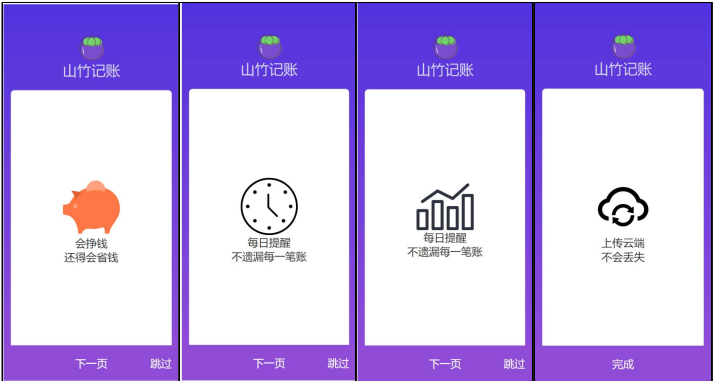 山竹记账
会挣钱
还得会省钱
下一页
跳过
山竹记账
每日提醒
不遗漏每一笔账
下一页
跳过
山竹记账
每日提醒
不遗漏每一笔账
下一页
跳过
山竹记账
上传云端
不会丢失
完成